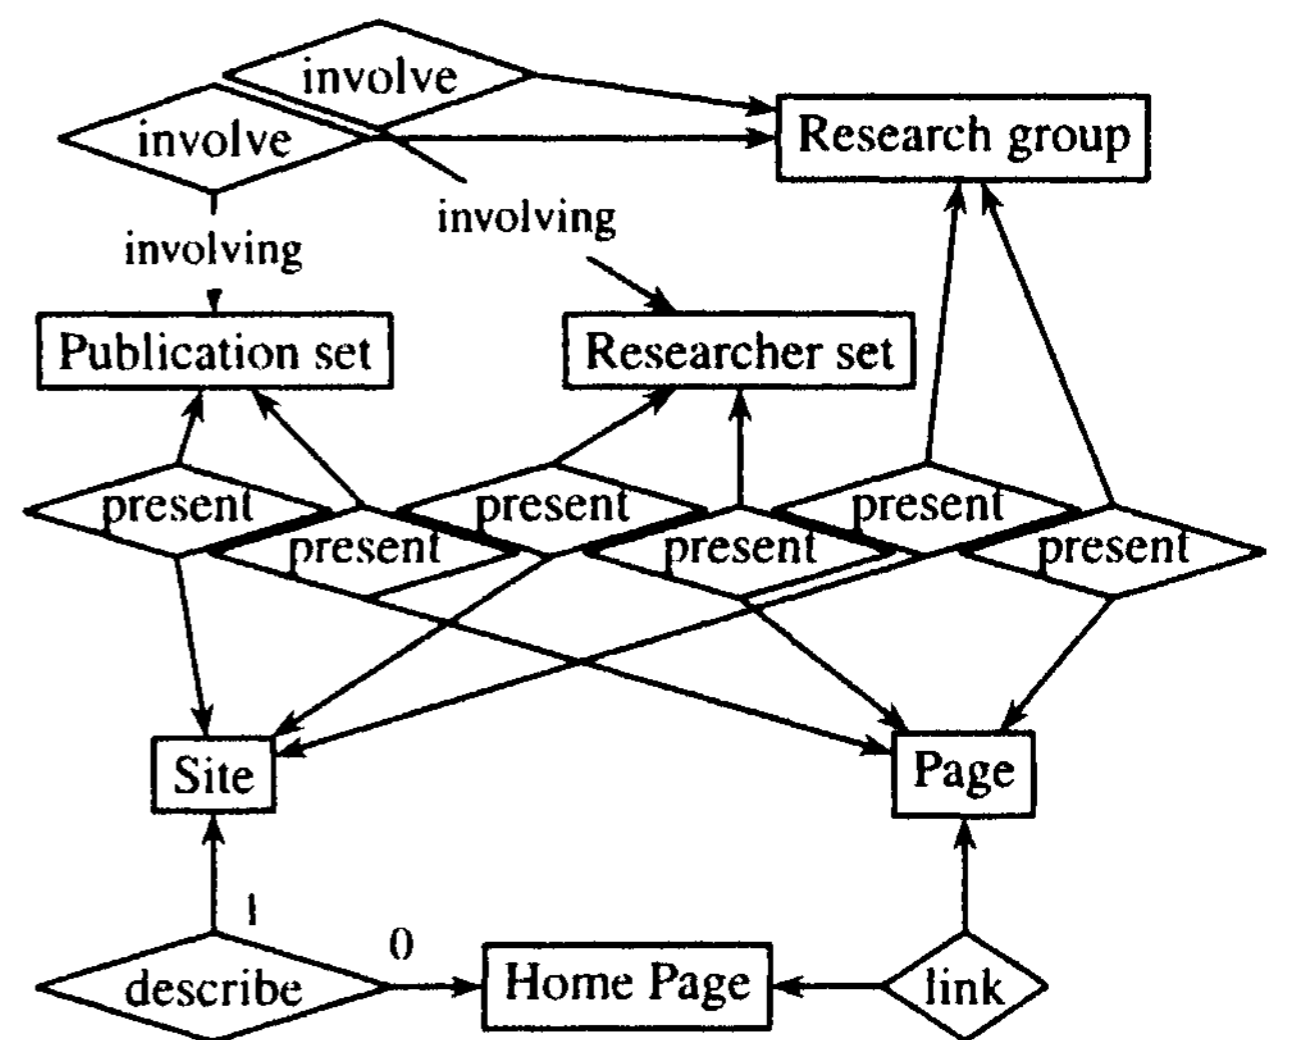 involve
involve
Research group
involving
involving
Publication set
Researcher set
present
present
present
present
present
present
Site
Page
1
0
describe
Home Page
link